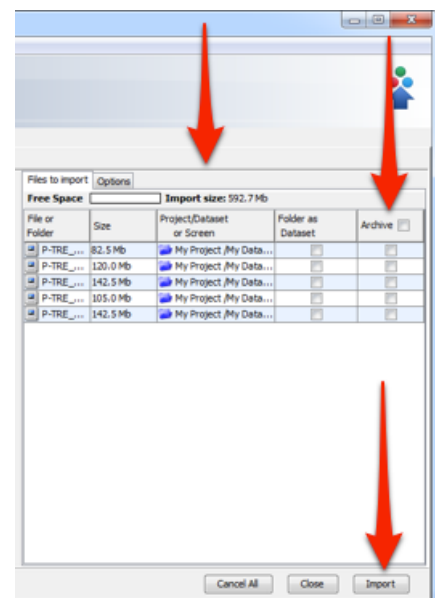 Files to import Options
Free Space Import size: 592.7 Mb
File or Folder Size Project/Dataset or Screen Folder as Dataset Archive
P-TRE_... 82.5 Mb My Project /My Data...
P-TRE_... 120.0 Mb My Project /My Data...
P-TRE_... 142.5 Mb My Project /My Data...
P-TRE_... 105.0 Mb My Project /My Data...
P-TRE_... 142.5 Mb My Project /My Data...
Cancel All Close Import